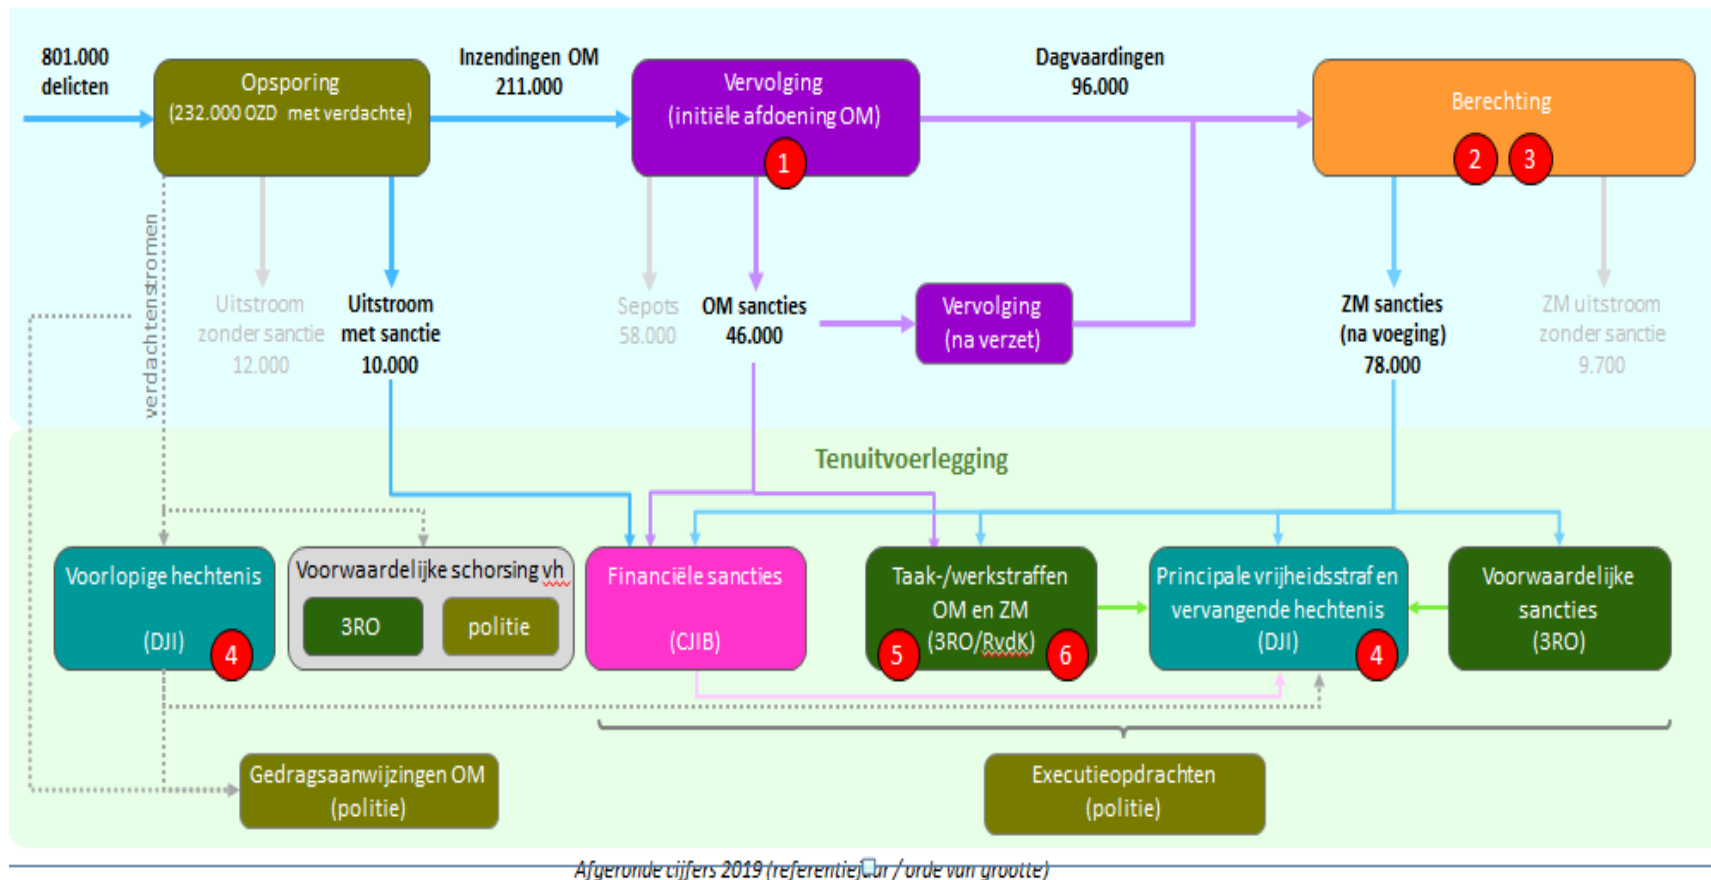 801.000
delicten
Opsporing
(232.000 OZD met verdachte)
Inzendingen OM
211.000
Vervolging
(initiële afdoening OM)
1
Dagvaardingen
96.000
Berechting
2
3
verdachtenstromen
Uitstroom
zonder sanctie
12.000
Uitstroom
met sanctie
10.000
Sepots
58.000
OM sancties
46.000
Vervolging
(na verzet)
ZM sancties
(na voeging)
78.000
ZM uitstroom
zonder sanctie
9.700
Tenuitvoerlegging
Voorlopige hechtenis
(DJI)
4
Voorwaardelijke schorsing vh
3RO
politie
Financiële sancties
(CJIB)
Taak-/werkstraffen
OM en ZM
(3RO/RvdK)
5
6
Principale vrijheidsstraf en
vervangende hechtenis
(DJI)
4
Voorwaardelijke
sancties
(3RO)
Gedragsaanwijzingen OM
(politie)
Executieopdrachten
(politie)
Afgeronde cijfers 2019 (referentiejaar / orde van grootte)